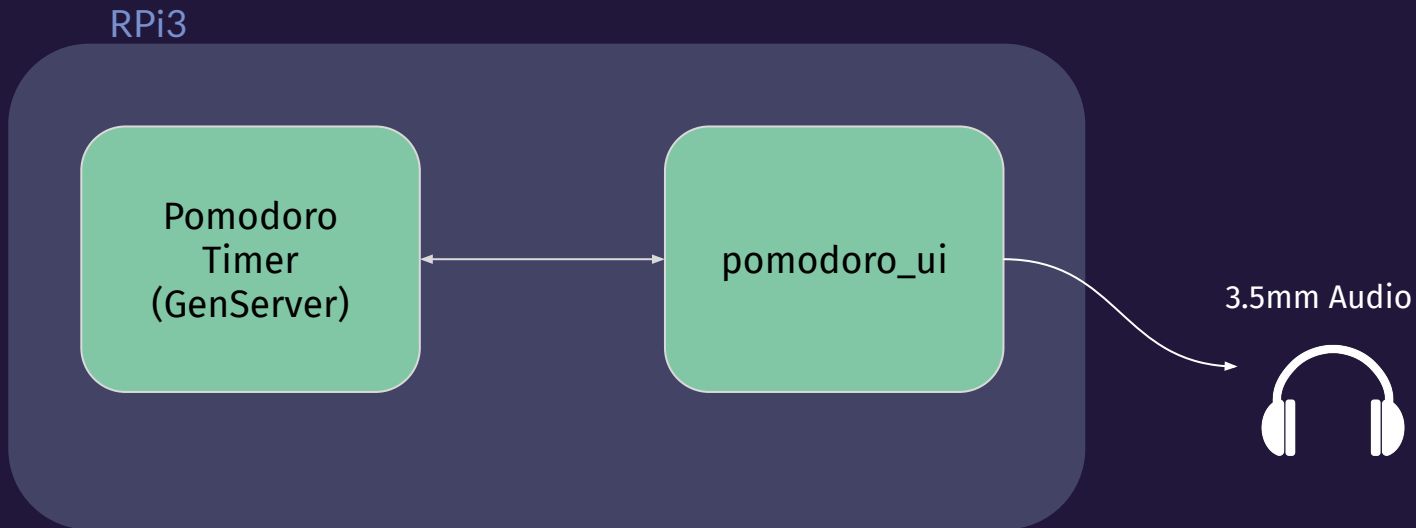 RPi3
Pomodoro
Timer
(GenServer)
pomodoro_ui
3.5mm Audio